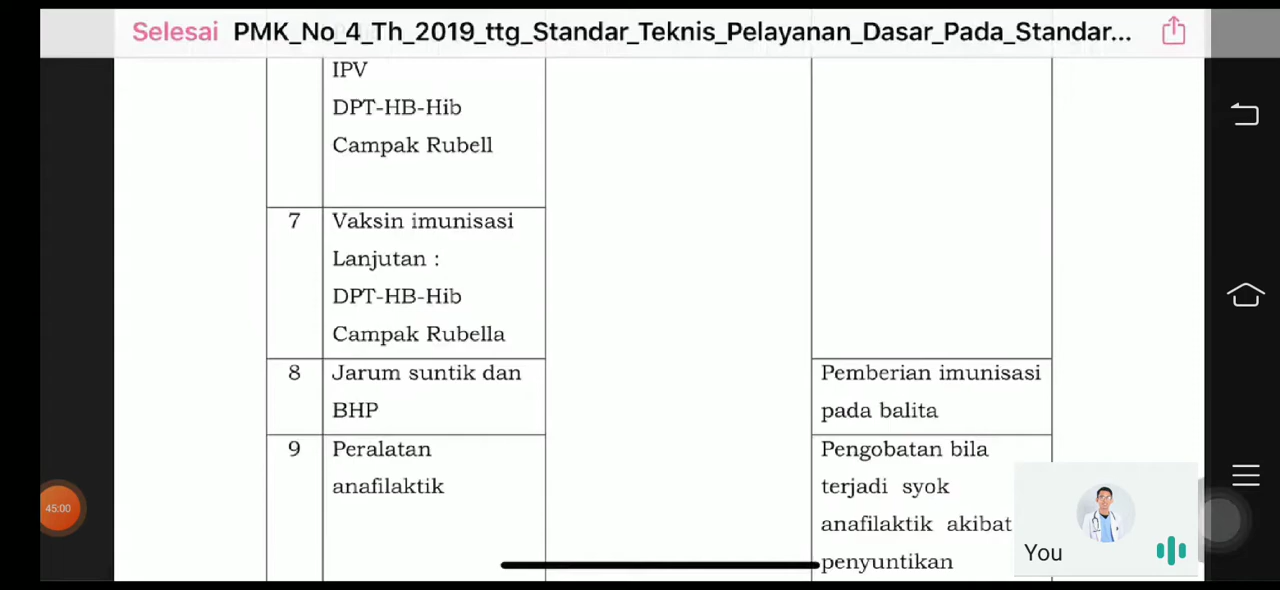 Selesai PMK_No_4_Th_2019_ttg_Standar_Teknis_Pelayanan_Dasar_Pada_Standar...
IPV
DPT-HB-Hib
Campak Rubell
7 Vaksin imunisasi
Lanjutan :
DPT-HB-Hib
Campak Rubella
8 Jarum suntik dan Pemberian imunisasi
BHP pada balita
9 Peralatan Pengobatan bila
anafilaktik terjadi syok
anafilaktik akibat
penyuntikan
45:00
You